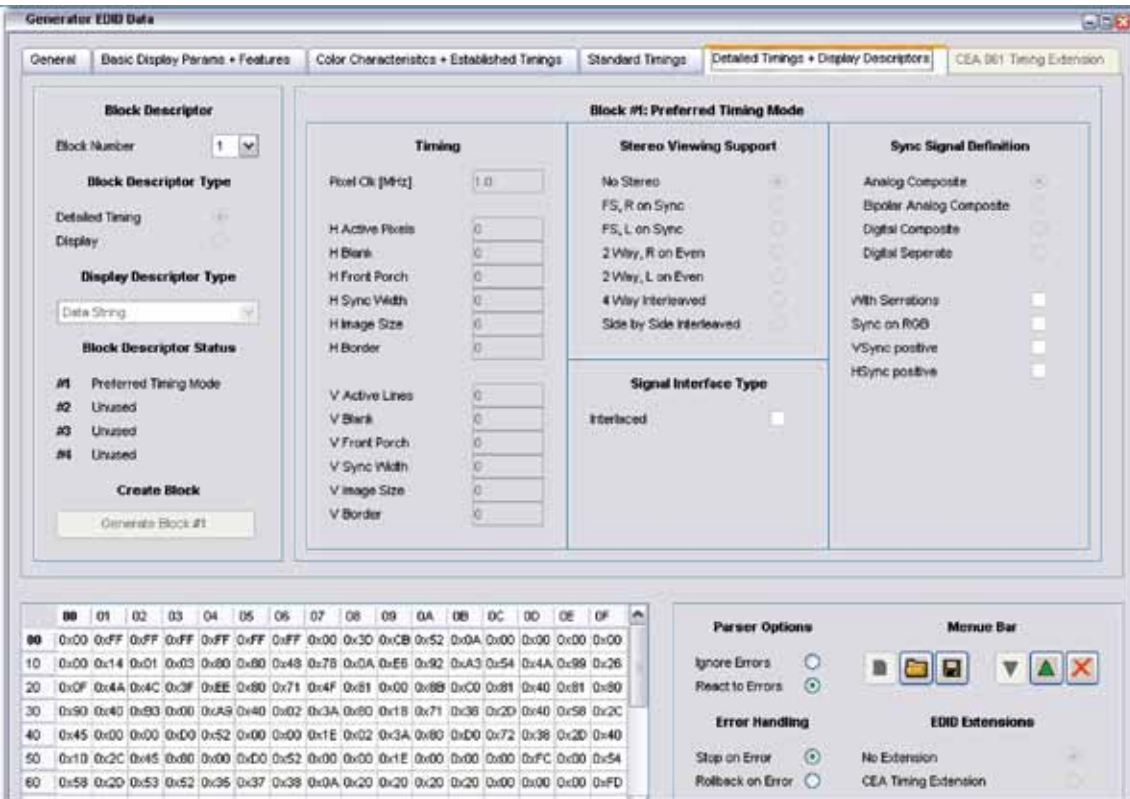 Generator EDID Data
General
Basic Display Params + Features
Color Characterisitcs + Established Timings
Standard Timings
Detailed Timings + Display Descriptors
CEA 861 Timing Extension
Block Descriptor
Block Number 1
Block Descriptor Type
Detailed Timing
Display
Display Descriptor Type
Data String
Block Descriptor Status
#1 Preferred Timing Mode
#2 Unused
#3 Unused
#4 Unused
Create Block
Generate Block #1
Block #1: Preferred Timing Mode
Timing
Pixel Clk [MHz] 1.0
H Active Pixels 0
H Blank 0
H Front Porch 0
H Sync Width 0
H Image Size 0
H Border 0
V Active Lines 0
V Blank 0
V Front Porch 0
V Sync Width 0
V Image Size 0
V Border 0
Stereo Viewing Support
No Stereo
FS, R on Sync
FS, L on Sync
2 Way, R on Even
2 Way, L on Even
4 Way Interleaved
Side by Side Interleaved
Signal Interface Type
Interlaced
Sync Signal Definition
Analog Composite
Bipolar Analog Composite
Digital Composite
Digital Seperate
With Serrations
Sync on RGB
VSync postive
HSync positive
00 01 02 03 04 05 06 07 08 09 0A 0B 0C 0D 0E 0F
00 0x00 0xFF 0xFF 0xFF 0xFF 0xFF 0xFF 0x00 0x3D 0xCB 0x52 0x0A 0x00 0x00 0x00 0x00
10 0x00 0x14 0x01 0x03 0x80 0x80 0x48 0x78 0x0A 0xE6 0x92 0xA3 0x54 0x4A 0x99 0x26
20 0x0F 0x4A 0x4C 0x3F 0xEE 0x80 0x71 0x4F 0x81 0x00 0x8B 0xC0 0x81 0x40 0x81 0x80
30 0x90 0x40 0xB3 0x00 0xA9 0x40 0x02 0x3A 0x80 0x18 0x71 0x38 0x2D 0x40 0x58 0x2C
40 0x45 0x00 0x00 0xD0 0x52 0x00 0x00 0x1E 0x02 0x3A 0x80 0xD0 0x72 0x38 0x2D 0x40
50 0x10 0x2C 0x45 0x80 0x00 0xD0 0x52 0x00 0x00 0x1E 0x00 0x00 0x00 0xFC 0x00 0x54
60 0x58 0x2D 0x53 0x52 0x35 0x37 0x38 0x0A 0x20 0x20 0x20 0x20 0x00 0x00 0x00 0xFD
Parser Options
Ignore Errors
React to Errors
Error Handling
Stop on Error
Rollback on Error
Menue Bar
EDID Extensions
No Extension
CEA Timing Extension